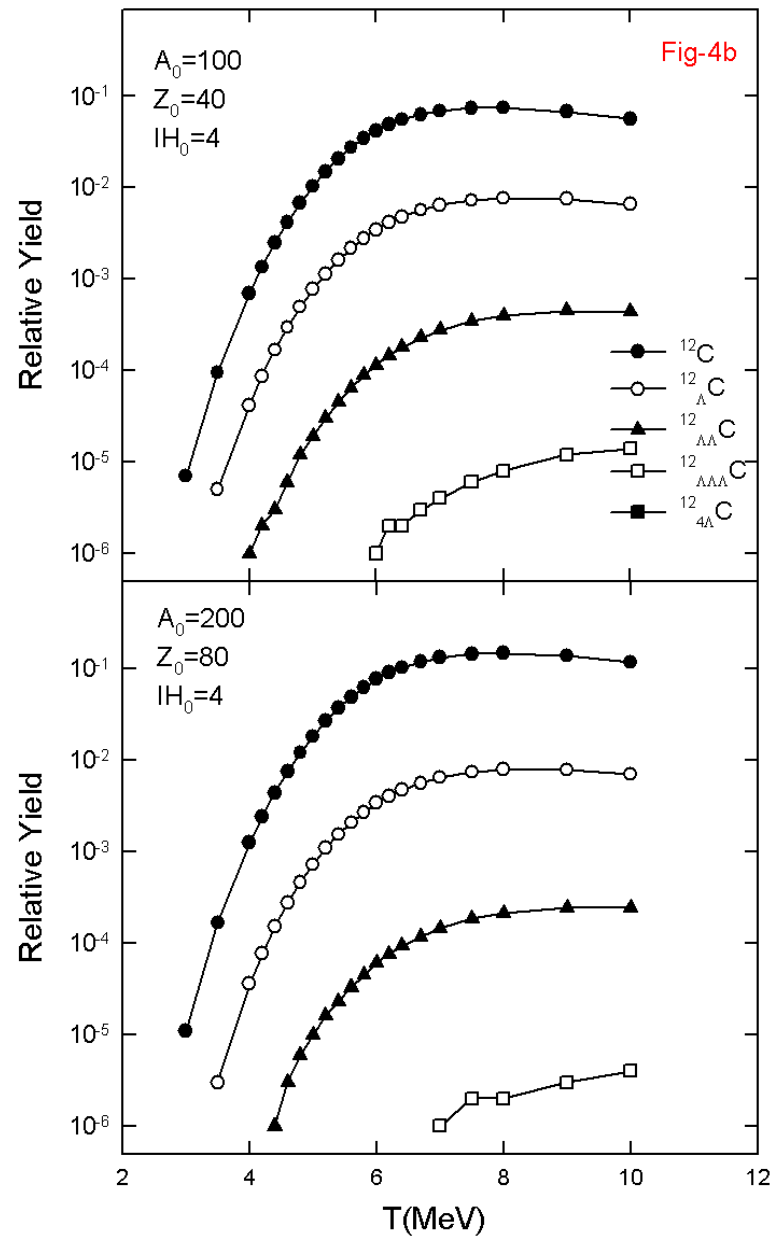 Fig-4b
A₀=100
Z₀=40
IH₀=4
Relative Yield
10⁻¹
10⁻²
10⁻³
10⁻⁴
10⁻⁵
10⁻⁶
¹²C
¹²ΛC
¹²ΛΛC
¹²ΛΛΛC
¹²4ΛC
A₀=200
Z₀=80
IH₀=4
Relative Yield
10⁻¹
10⁻²
10⁻³
10⁻⁴
10⁻⁵
10⁻⁶
2 4 6 8 10 12
T(MeV)